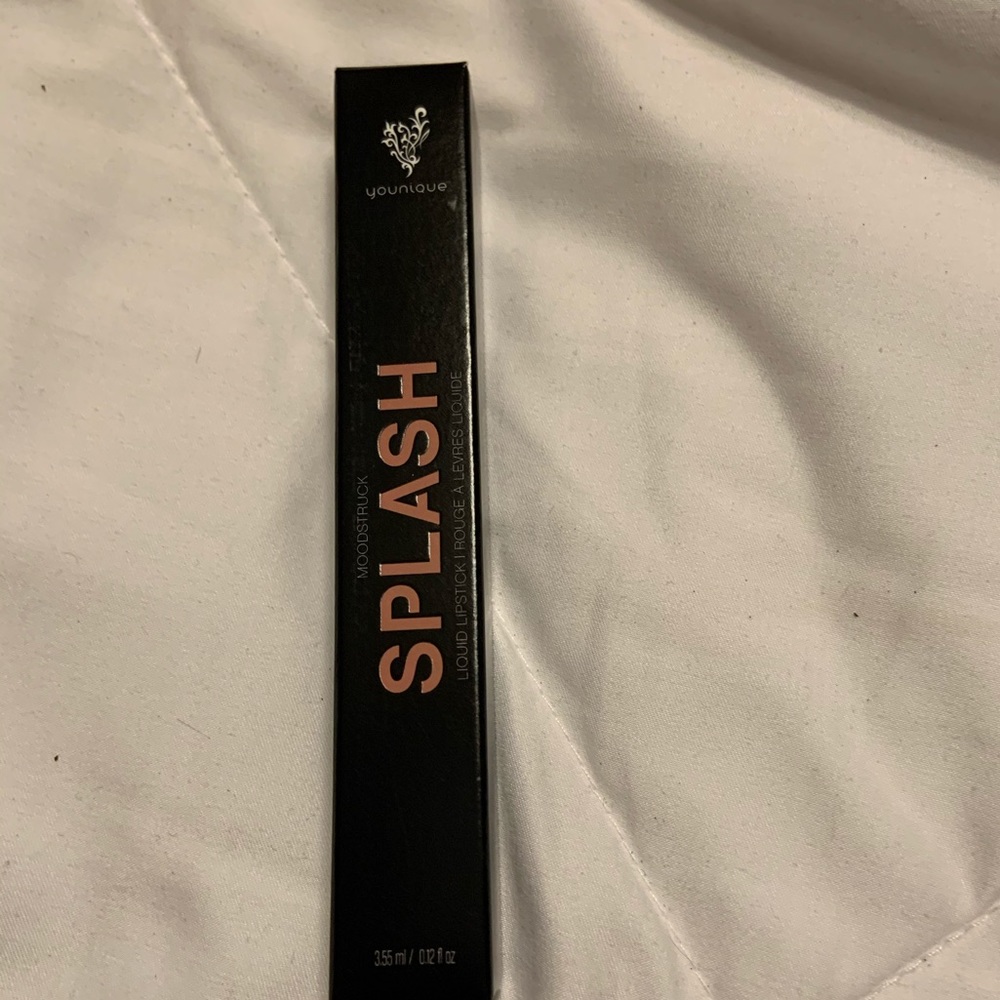 younique
MOODSTRUCK
SPLASH
LIQUID LIPSTICK | ROUGE À LÈVRES LIQUIDE
3.55 ml / 0.12 fl oz